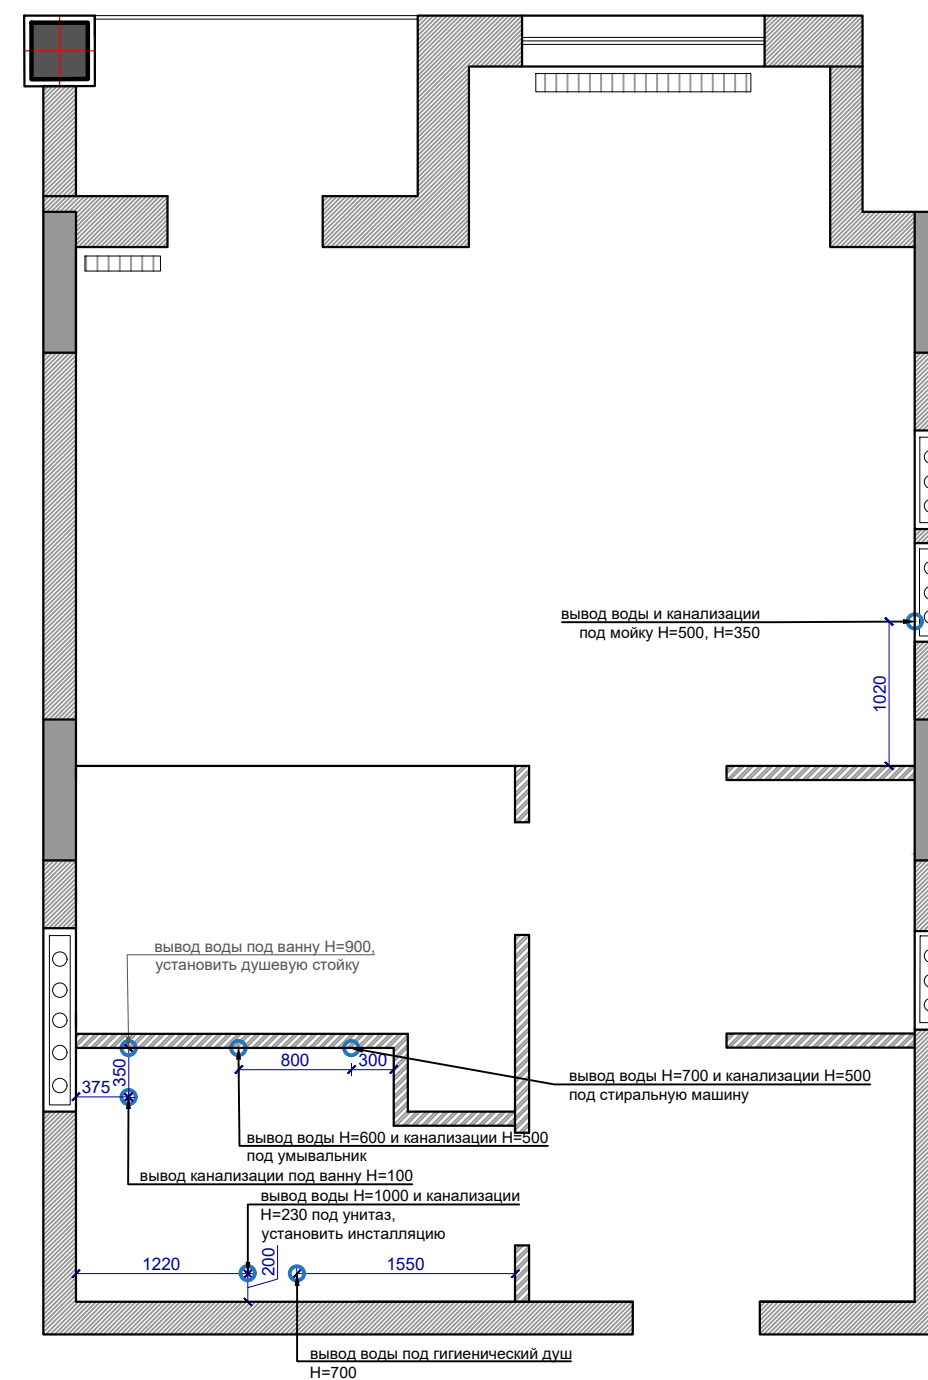 вывод воды и канализации
под мойку H=500, H=350
1020
вывод воды под ванну H=900,
установить душевую стойку
800
300
350
375
вывод воды H=700 и канализации H=500
под стиральную машину
вывод воды H=600 и канализации H=500
под умывальник
вывод канализации под ванну H=100
вывод воды H=1000 и канализации
H=230 под унитаз,
установить инсталляцию
1220
200
1550
вывод воды под гигиенический душ
H=700